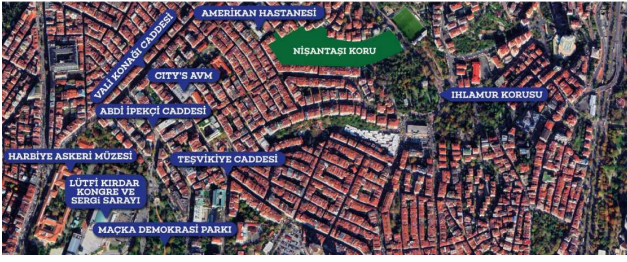 AMERİKAN HASTANESİ
VALİ KONAĞI CADDESİ
NİŞANTAŞI KORU
CITY'S AVM
IHLAMUR KORUSU
ABDİ İPEKÇİ CADDESİ
HARBİYE ASKERİ MÜZESİ
TEŞVİKİYE CADDESİ
LÜTFİ KIRDAR
KONGRE VE
SERGİ SARAYI
MAÇKA DEMOKRASİ PARKI